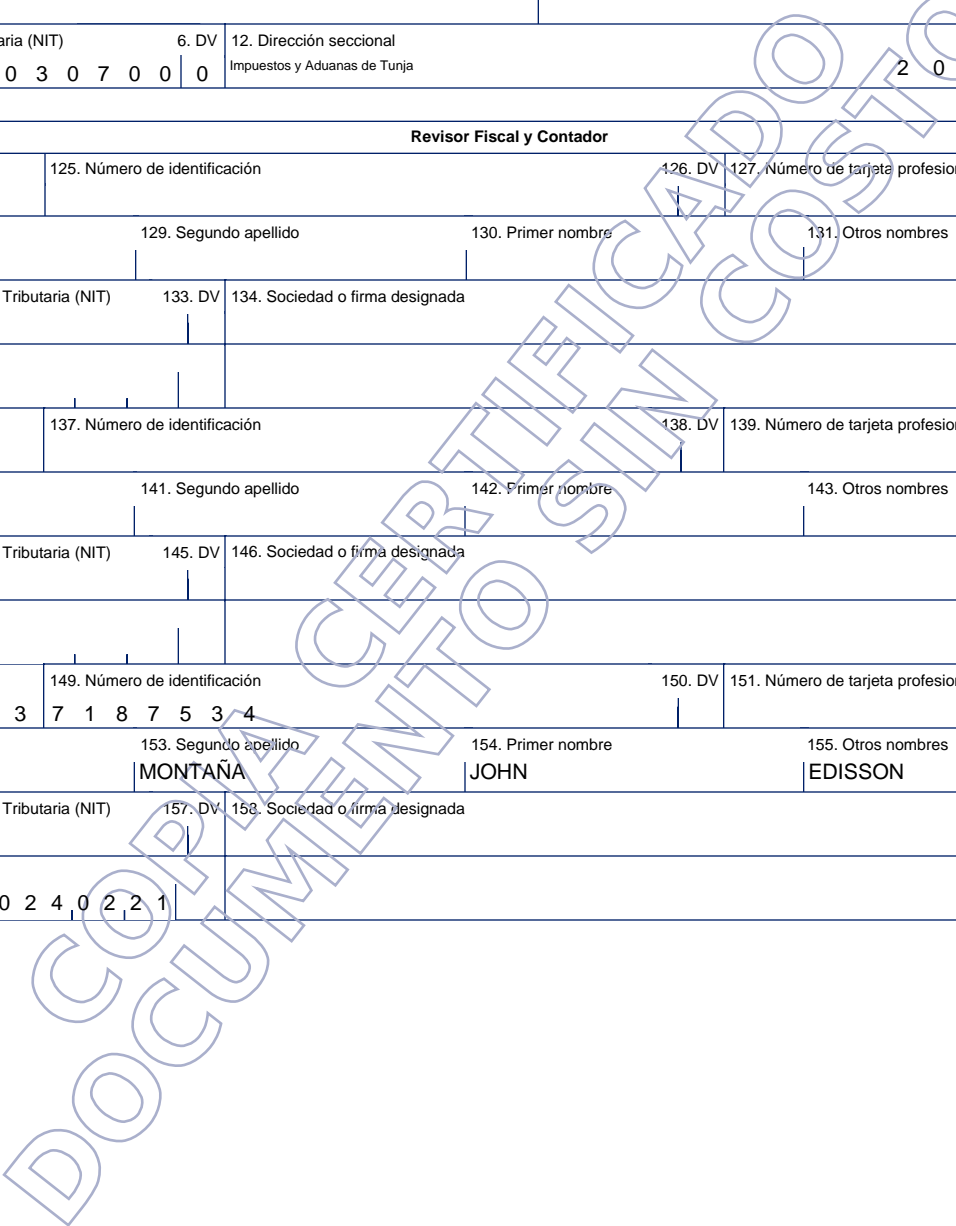 aria (NIT) 6. DV 12. Dirección seccional
0 3 0 7 0 0 0 Impuestos y Aduanas de Tunja 2 0
Revisor Fiscal y Contador
125. Número de identificación 126. DV 127. Número de tarjeta profesion
129. Segundo apellido 130. Primer nombre 131. Otros nombres
Tributaria (NIT) 133. DV 134. Sociedad o firma designada
137. Número de identificación 138. DV 139. Número de tarjeta profesion
141. Segundo apellido 142. Primer nombre 143. Otros nombres
Tributaria (NIT) 145. DV 146. Sociedad o firma designada
149. Número de identificación 150. DV 151. Número de tarjeta profesion
3 7 1 8 7 5 3 4
153. Segundo apellido 154. Primer nombre 155. Otros nombres
MONTAÑA JOHN EDISSON
Tributaria (NIT) 157. DV 158. Sociedad o firma designada
0 2 4 0 2 2 1
COPIA CERTIFICADO
DOCUMENTO SIN COSTO